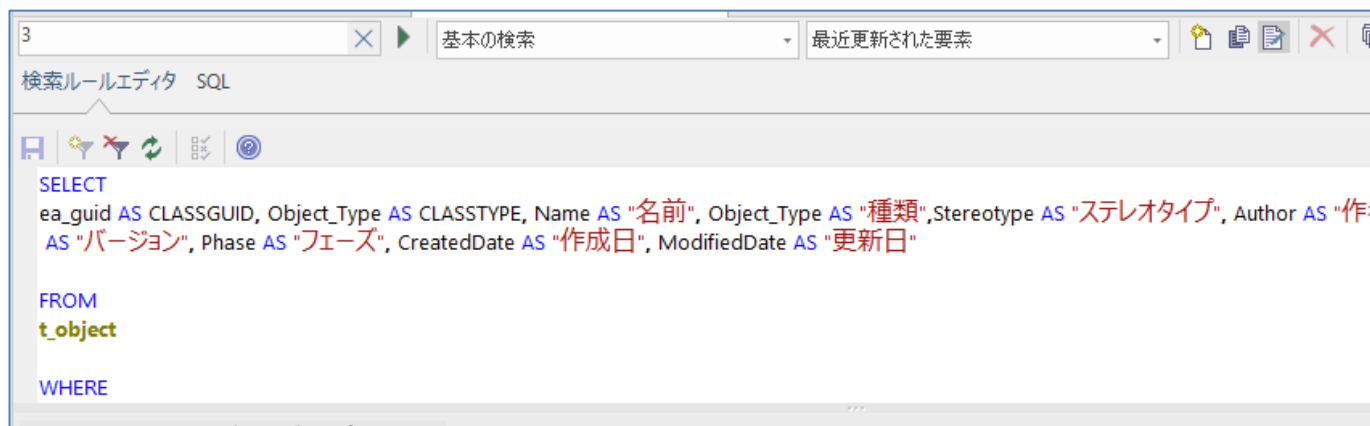 3 基本の検索 最近更新された要素
検索ルールエディタ SQL
SELECT
ea_guid AS CLASSGUID, Object_Type AS CLASSTYPE, Name AS "名前", Object_Type AS "種類",Stereotype AS "ステレオタイプ", Author AS "作
AS "バージョン", Phase AS "フェーズ", CreatedDate AS "作成日", ModifiedDate AS "更新日"
FROM
t_object
WHERE